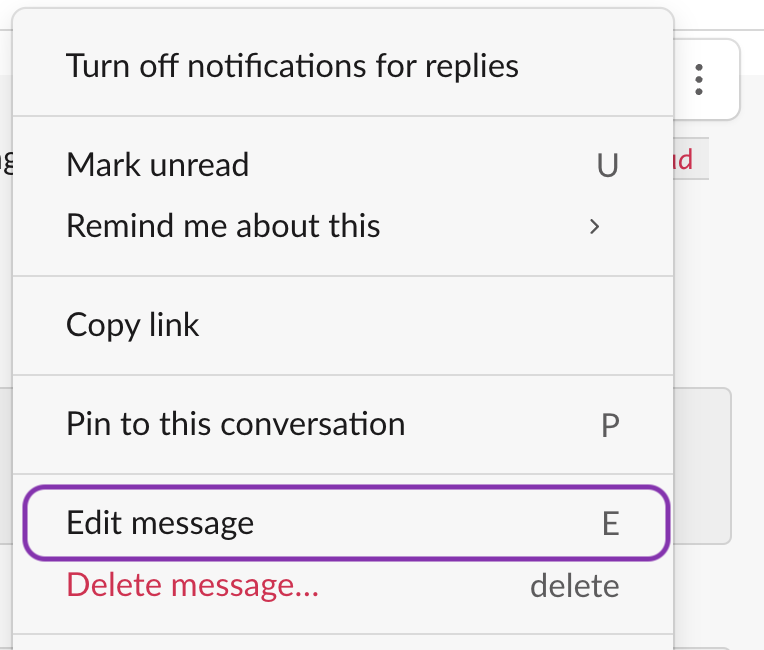 Turn off notifications for replies
Mark unread U
Remind me about this
Copy link
Pin to this conversation P
Edit message E
Delete message... delete